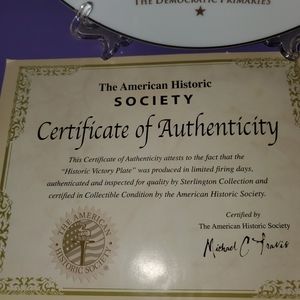 THE DEMOCRATIC PRIMARIES
The American Historic
SOCIETY
Certificate of Authenticity
This Certificate of Authenticity attests to the fact that the
"Historic Victory Plate" was produced in limited firing days,
authenticated and inspected for quality by Sterlington Collection and
certified in Collectible Condition by the American Historic Society.
Certified by
The American Historic Society
Michael C Travis
THE AMERICAN
HISTORIC SOCIETY